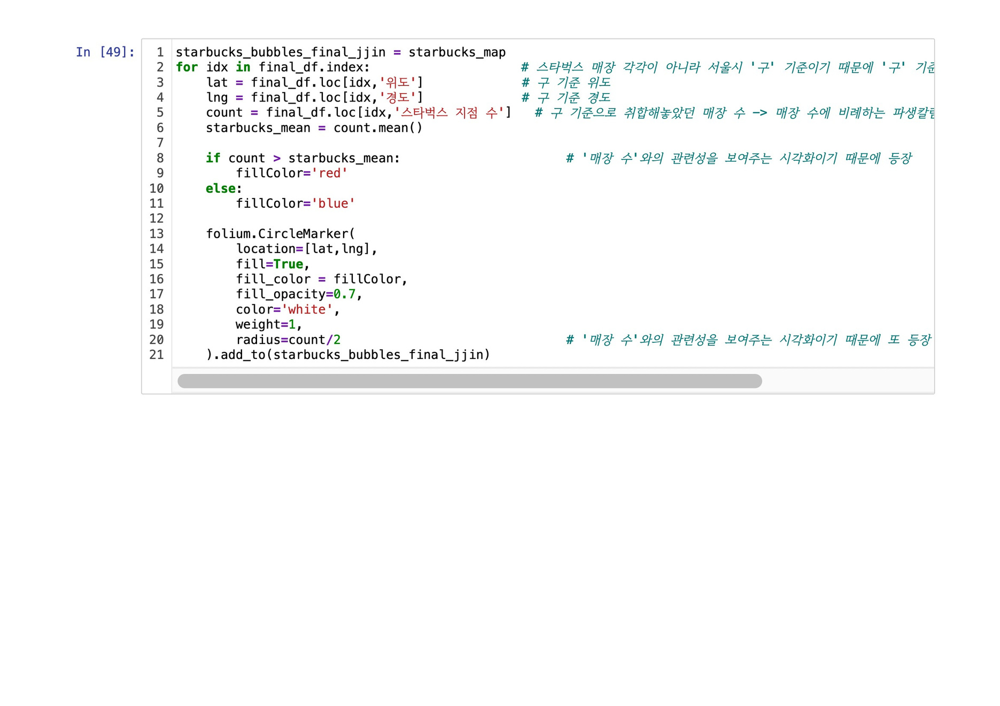 In [49]:
1 starbucks_bubbles_final_jjin = starbucks_map
2 for idx in final_df.index: # 스타벅스 매장 각각이 아니라 서울시 '구' 기준이기 때문에 '구'
3 lat = final_df.loc[idx,'위도'] # 구 기준 위도
4 lng = final_df.loc[idx,'경도'] # 구 기준 경도
5 count = final_df.loc[idx,'스타벅스 지점 수'] # 구 기준으로 취합해놓았던 매장 수 -> 매장 수에 비례하는
6 starbucks_mean = count.mean()
7
8 if count > starbucks_mean: # '매장 수'와의 관련성을 보여주는 시각화이기 때문에 등장
9 fillColor='red'
10 else:
11 fillColor='blue'
12
13 folium.CircleMarker(
14 location=[lat,lng],
15 fill=True,
16 fill_color = fillColor,
17 fill_opacity=0.7,
18 color='white',
19 weight=1,
20 radius=count/2 # '매장 수'와의 관련성을 보여주는 시각화이기 때문에 또 등장
21 ).add_to(starbucks_bubbles_final_jjin)